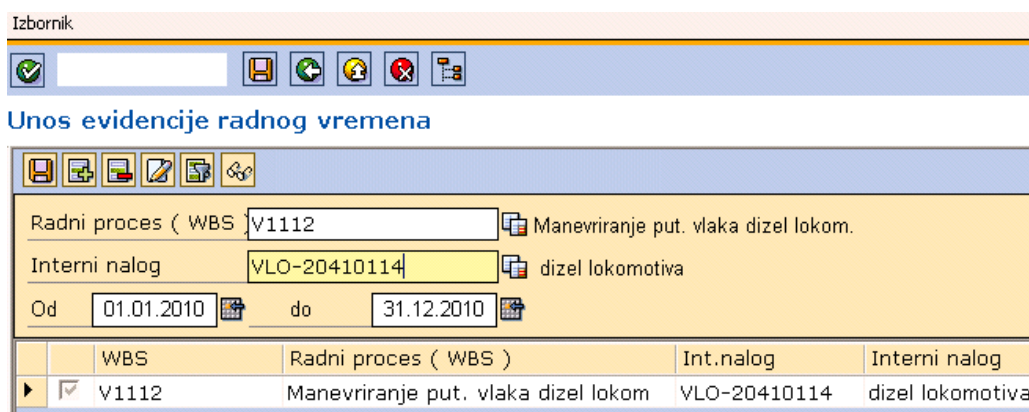 Izbornik
Unos evidencije radnog vremena
Radni proces ( WBS ) V1112 Manevriranje put. vlaka dizel lokom.
Interni nalog VLO-20410114 dizel lokomotiva
Od 01.01.2010 do 31.12.2010
WBS Radni proces ( WBS ) Int.nalog Interni nalog
V1112 Manevriranje put. vlaka dizel lokom VLO-20410114 dizel lokomotiva